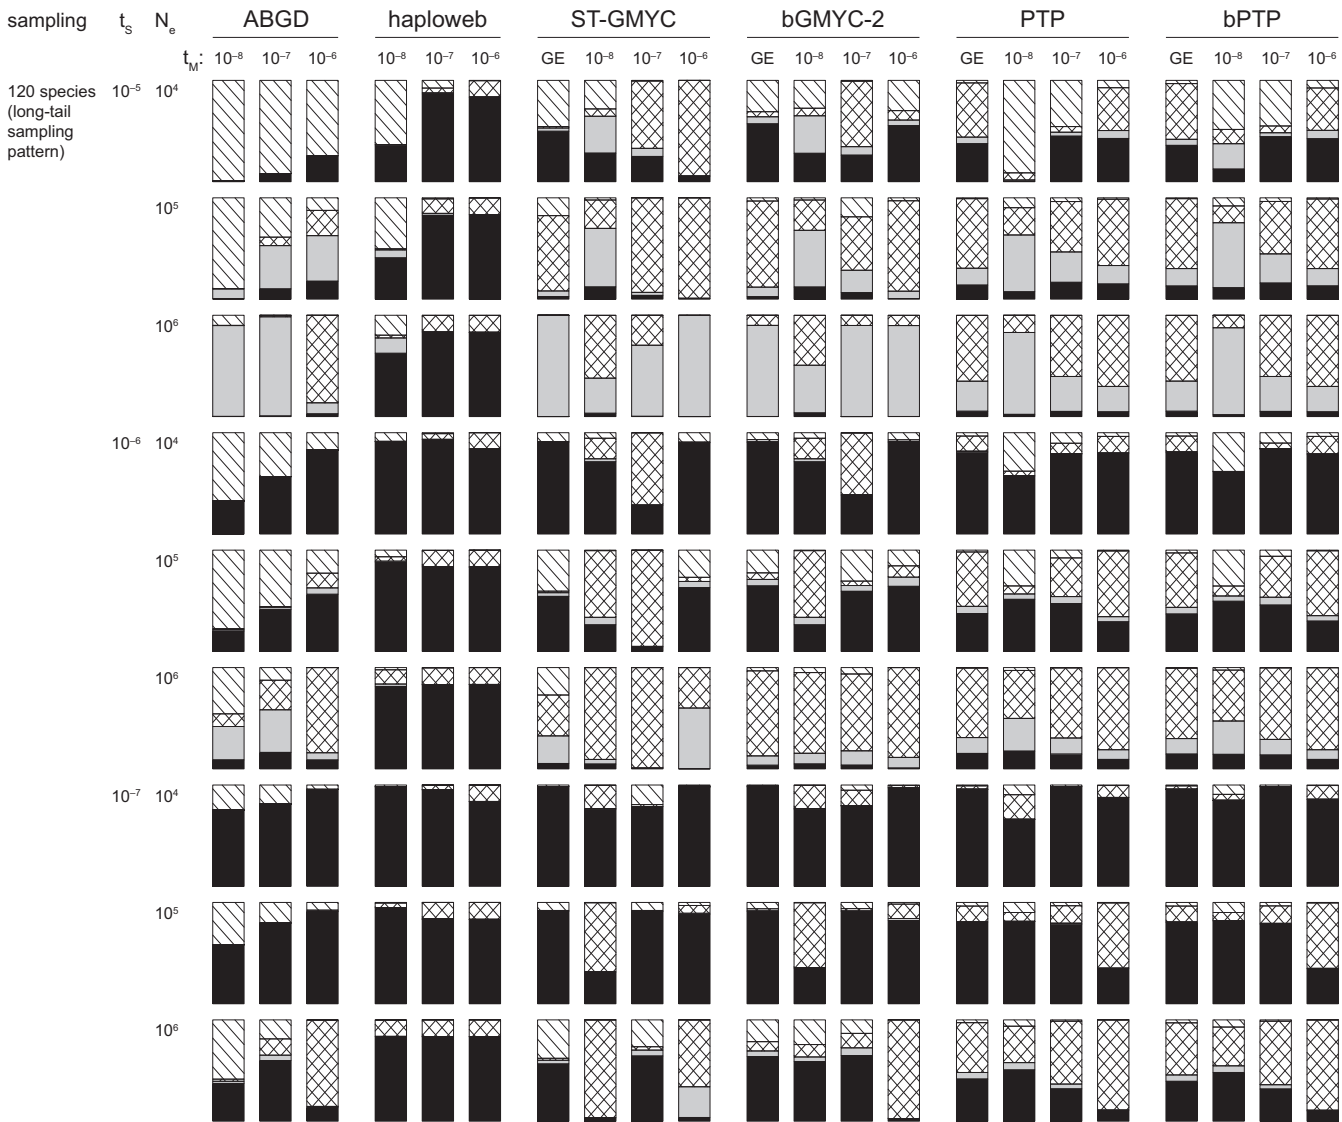 sampling tₛ Nₑ ABGD haploweb ST-GMYC bGMYC-2 PTP bPTP
t_M: 10⁻⁸ 10⁻⁷ 10⁻⁶ 10⁻⁸ 10⁻⁷ 10⁻⁶ GE 10⁻⁸ 10⁻⁷ 10⁻⁶ GE 10⁻⁸ 10⁻⁷ 10⁻⁶ GE 10⁻⁸ 10⁻⁷ 10⁻⁶ GE 10⁻⁸ 10⁻⁷ 10⁻⁶
120 species 10⁻⁵ 10⁴
(long-tail
sampling
pattern)
10⁵
10⁶
10⁻⁶ 10⁴
10⁵
10⁶
10⁻⁷ 10⁴
10⁵
10⁶